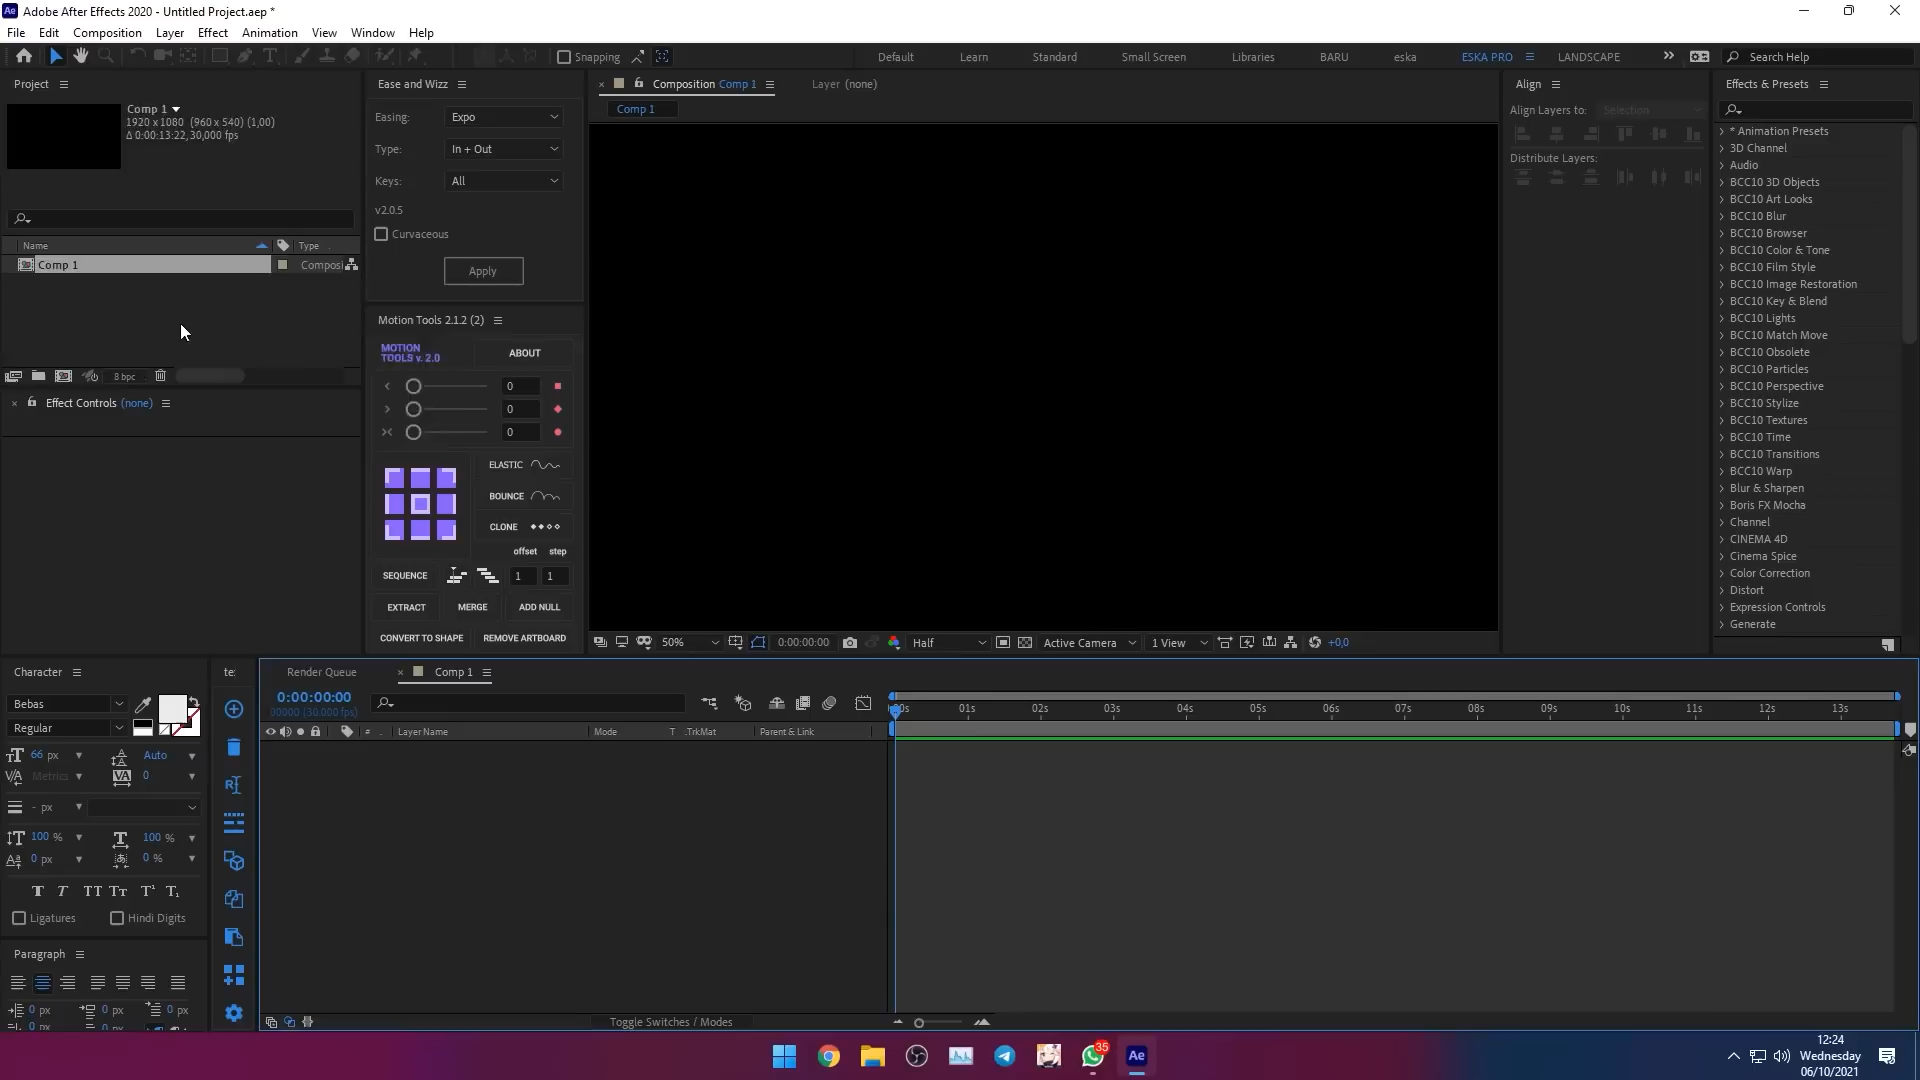 Adobe After Effects 2020 - Untitled Project.aep *
File Edit Composition Layer Effect Animation View Window Help
Snapping
Default Learn Standard Small Screen Libraries BARU eska ESKA PRO LANDSCAPE
Search Help
Project
Comp 1
1920 x 1080 (960 x 540) (1,00)
Δ 0:00:13:22, 30,000 fps
Name Type
Comp 1 Composi
8 bpc
Effect Controls (none)
Ease and Wizz
Easing: Expo
Type: In + Out
Keys: All
v2.0.5
Curvaceous
Apply
Motion Tools 2.1.2 (2)
MOTION
TOOLS v. 2.0
ABOUT
0
0
0
ELASTIC
BOUNCE
CLONE
offset step
SEQUENCE 1 1
EXTRACT MERGE ADD NULL
CONVERT TO SHAPE REMOVE ARTBOARD
Composition Comp 1
Layer (none)
Comp 1
50% 0:00:00:00 Half Active Camera 1 View +0,0
Align
Align Layers to: Selection
Distribute Layers:
Effects & Presets
* Animation Presets
3D Channel
Audio
BCC10 3D Objects
BCC10 Art Looks
BCC10 Blur
BCC10 Browser
BCC10 Color & Tone
BCC10 Film Style
BCC10 Image Restoration
BCC10 Key & Blend
BCC10 Lights
BCC10 Match Move
BCC10 Obsolete
BCC10 Particles
BCC10 Perspective
BCC10 Stylize
BCC10 Textures
BCC10 Time
BCC10 Transitions
BCC10 Warp
Blur & Sharpen
Boris FX Mocha
Channel
CINEMA 4D
Cinema Spice
Color Correction
Distort
Expression Controls
Generate
Character
Bebas
Regular
66 px Auto
Metrics 0
- px
100 % 100 %
0 px 0 %
Ligatures Hindi Digits
Paragraph
0 px 0 px 0 px
0 px 0 px
te:
Render Queue
Comp 1
0:00:00:00
00000 (30.000 fps)
# Layer Name Mode T .TrkMat Parent & Link
00s 01s 02s 03s 04s 05s 06s 07s 08s 09s 10s 11s 12s 13s
Toggle Switches / Modes
Ae
35
12:24
Wednesday
06/10/2021